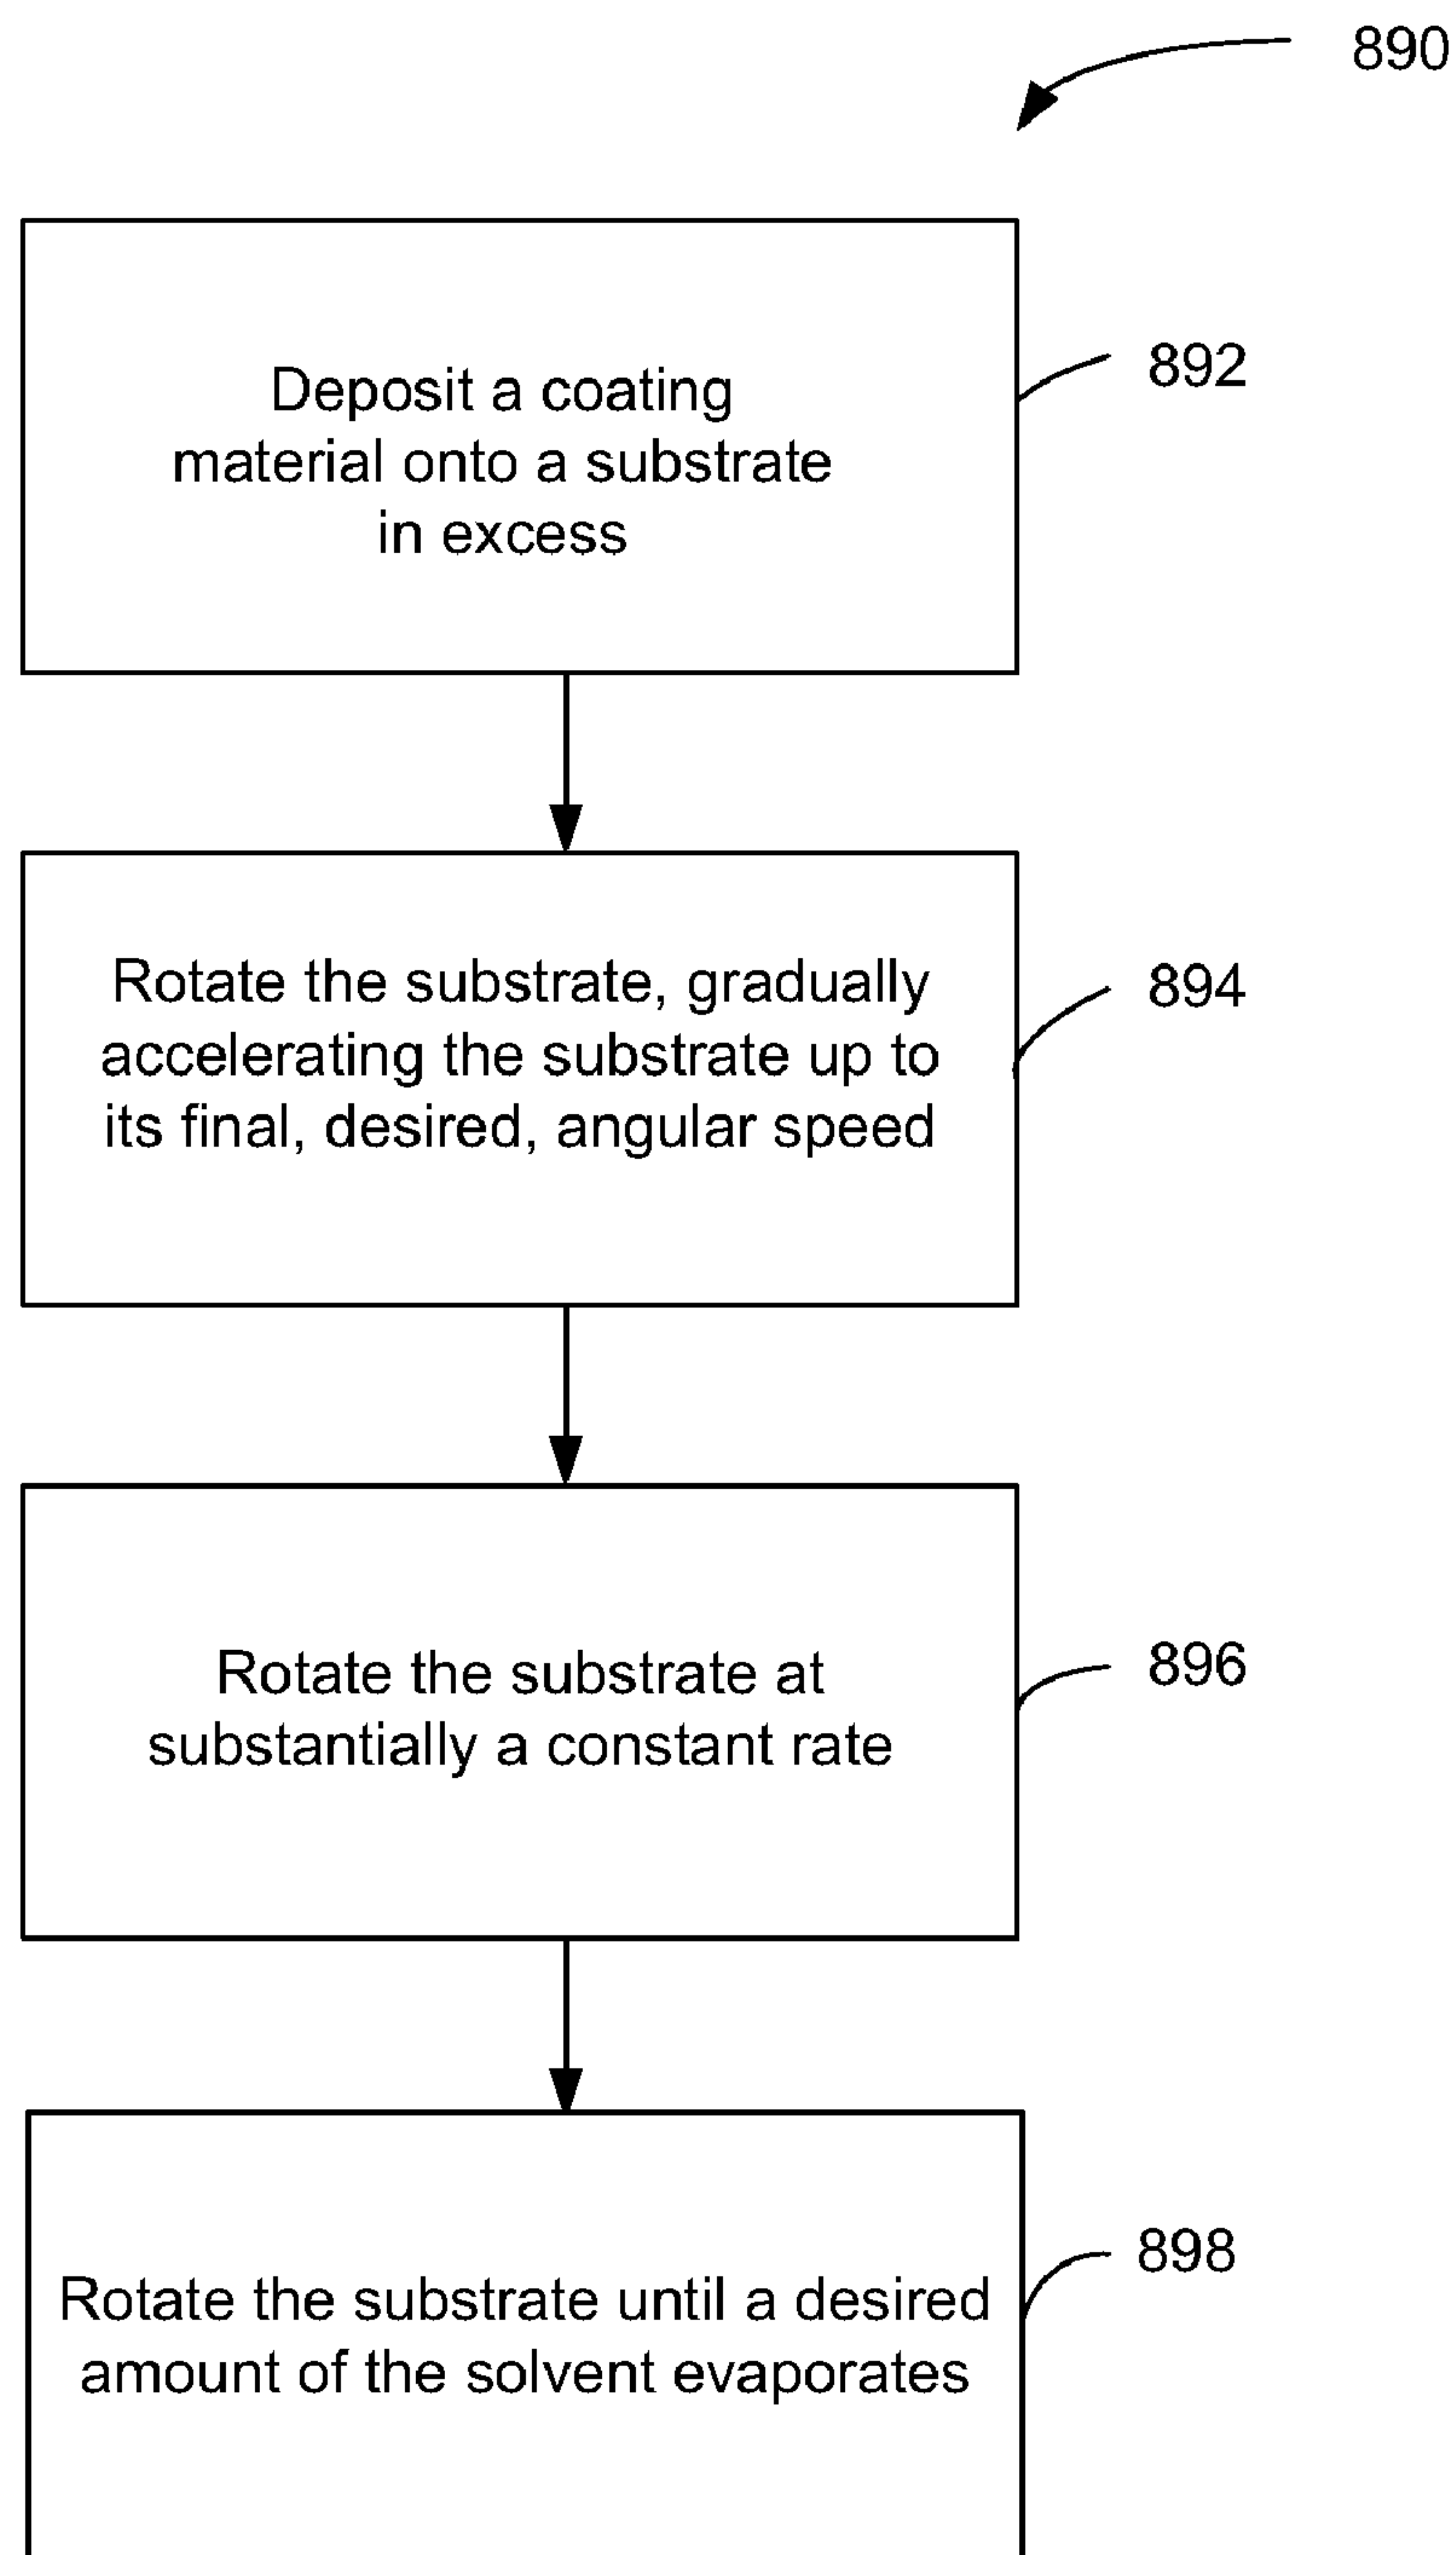 890
Deposit a coating
material onto a substrate
in excess
892
Rotate the substrate, gradually
accelerating the substrate up to
its final, desired, angular speed
894
Rotate the substrate at
substantially a constant rate
896
Rotate the substrate until a desired
amount of the solvent evaporates
898